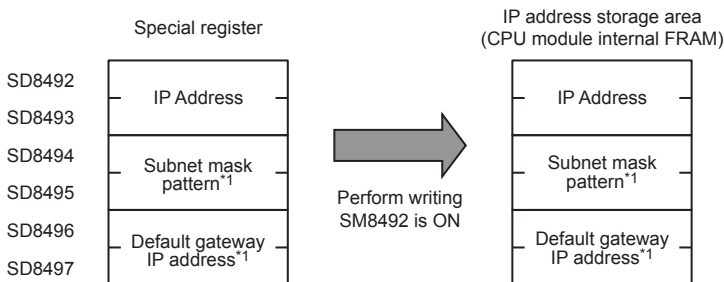 Special register
IP address storage area
(CPU module internal FRAM)
SD8492
SD8493
SD8494
SD8495
SD8496
SD8497
IP Address
Subnet mask
pattern*1
Default gateway
IP address*1
Perform writing
SM8492 is ON
IP Address
Subnet mask
pattern*1
Default gateway
IP address*1